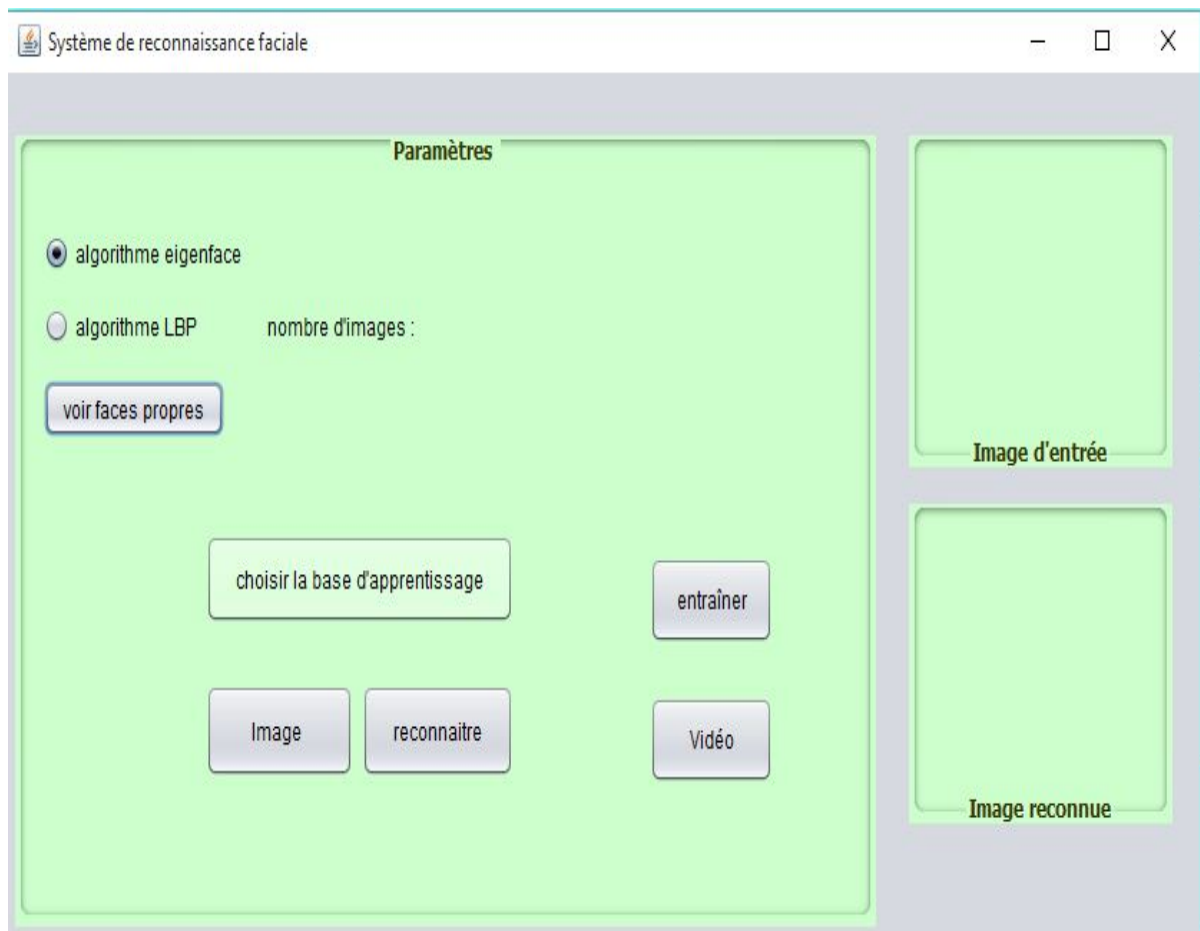 Système de reconnaissance faciale
Paramètres
algorithme eigenface
algorithme LBP nombre d'images :
voir faces propres
choisir la base d'apprentissage
entraîner
Image
reconnaitre
Vidéo
Image d'entrée
Image reconnue